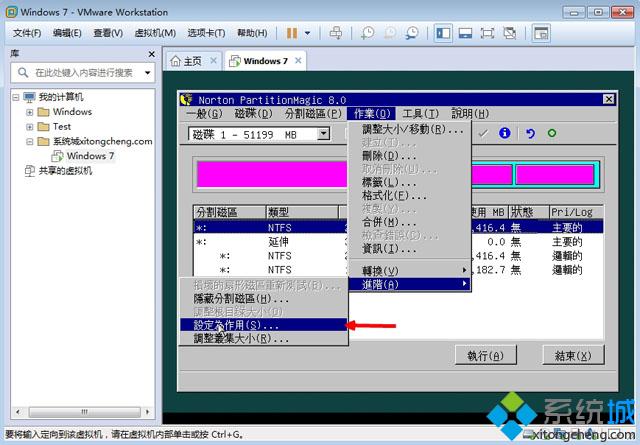 Windows 7 - VMware Workstation
文件(F) 编辑(E) 查看(V) 虚拟机(M) 选项卡(T) 帮助(H)
库
在此处键入内容进行搜索
我的计算机
Windows
Test
系统城xitongcheng.com
Windows 7
共享的虚拟机
主页
Windows 7
Norton PartitionMagic 8.0
一般(G) 磁碟(D) 分割磁區(P) 作業(O) 工具(T) 說明(H)
磁碟 1 - 51199 MB
調整大小/移動(R)...
建立(I)...
刪除(D)...
取消刪除(U)...
標籤(L)...
格式化(F)...
複製(Y)...
合併(M)...
檢查錯誤(C)...
資訊(I)...
轉換(V)
進階(A)
分割磁區 類型 使用 MB 狀態 Pri/Log
*: NTFS ,416.4 無 主要的
*: 延伸 0.0 無 主要的
*: NTFS ,416.4 無 邏輯的
*: NTFS ,182.7 無 邏輯的
損壞的扇形磁區重新測試(B)...
隱藏分割磁區(H)...
調整根目錄大小(O)
設定為作用(S)...
調整叢集大小(R)...
執行(A)
結束(X)
系统城
xitongcheng.com
要将输入定向到该虚拟机，请在虚拟机内部单击或按 Ctrl+G。